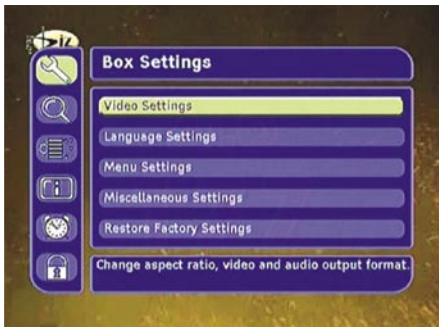 Box Settings
Video Settings
Language Settings
Menu Settings
Miscellaneous Settings
Restore Factory Settings
Change aspect ratio, video and audio output format.